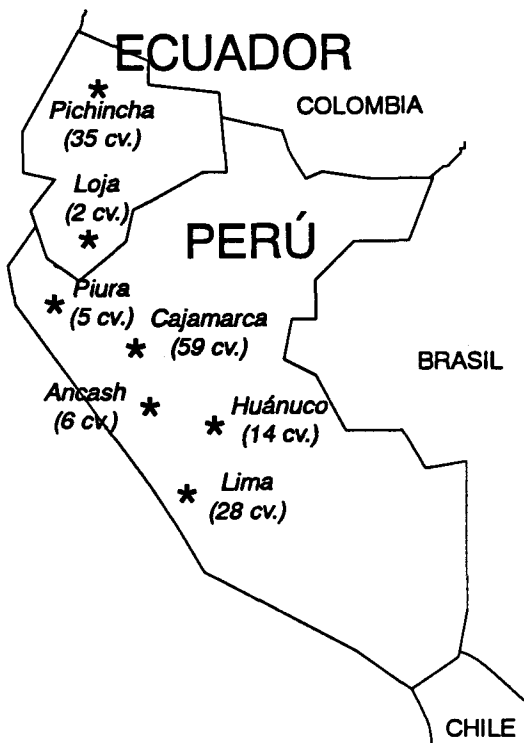 ECUADOR
COLOMBIA
Pichincha
(35 cv.)
Loja
(2 cv.)
PERÚ
Piura
(5 cv.)
Cajamarca
(59 cv.)
BRASIL
Ancash
(6 cv.)
Huánuco
(14 cv.)
Lima
(28 cv.)
CHILE